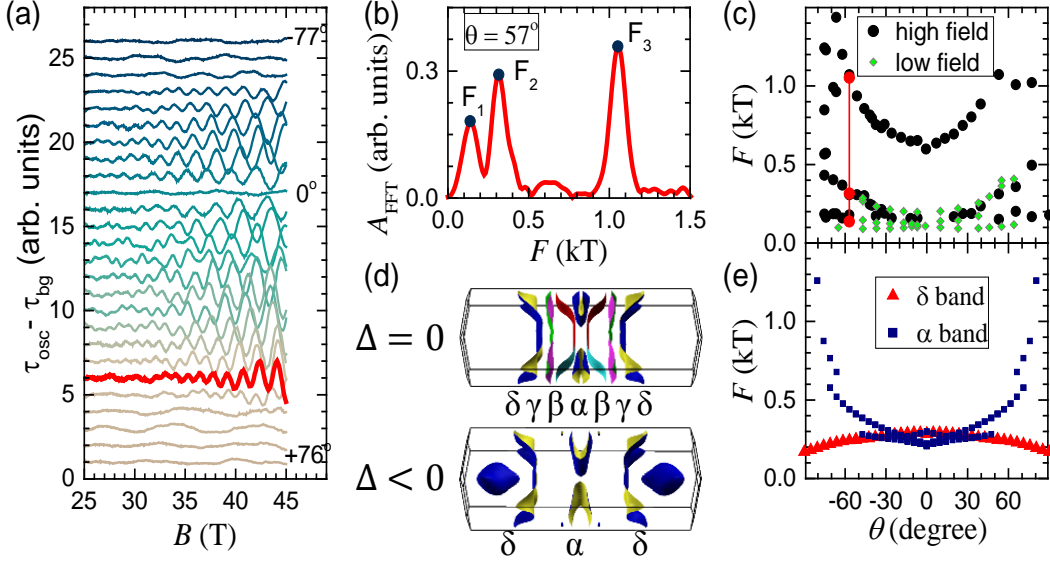 (a)
τosc- τbg (arb. units)
25
20
15
10
5
0
-77°
0°
+76°
25 30 35 40 45
B (T)
(b)
θ = 57°
F1
F2
F3
AFFT (arb. units)
0.3
0.0
0.0 0.5 1.0 1.5
F (kT)
(c)
high field
low field
F (kT)
1.0
0.5
0.0
(d)
Δ = 0
δ γ β α β γ δ
Δ < 0
δ α δ
(e)
δ band
α band
F (kT)
1.0
0.5
0.0
-60 -30 0 30 60
θ (degree)